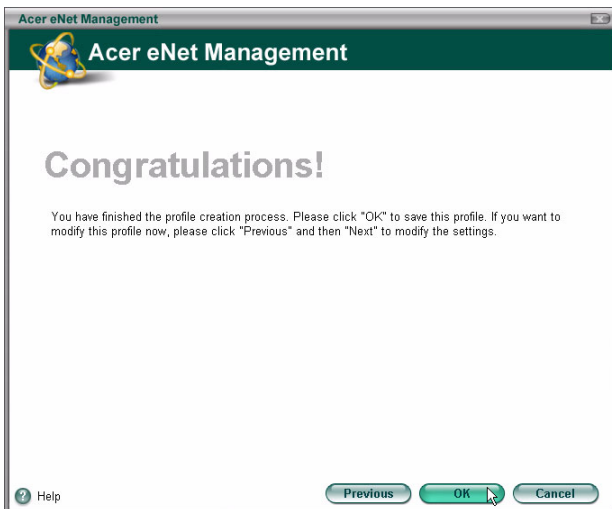 Acer eNet Management
Acer eNet Management
Congratulations!
You have finished the profile creation process. Please click "OK" to save this profile. If you want to
modify this profile now, please click "Previous" and then "Next" to modify the settings.
? Help
Previous
OK
Cancel